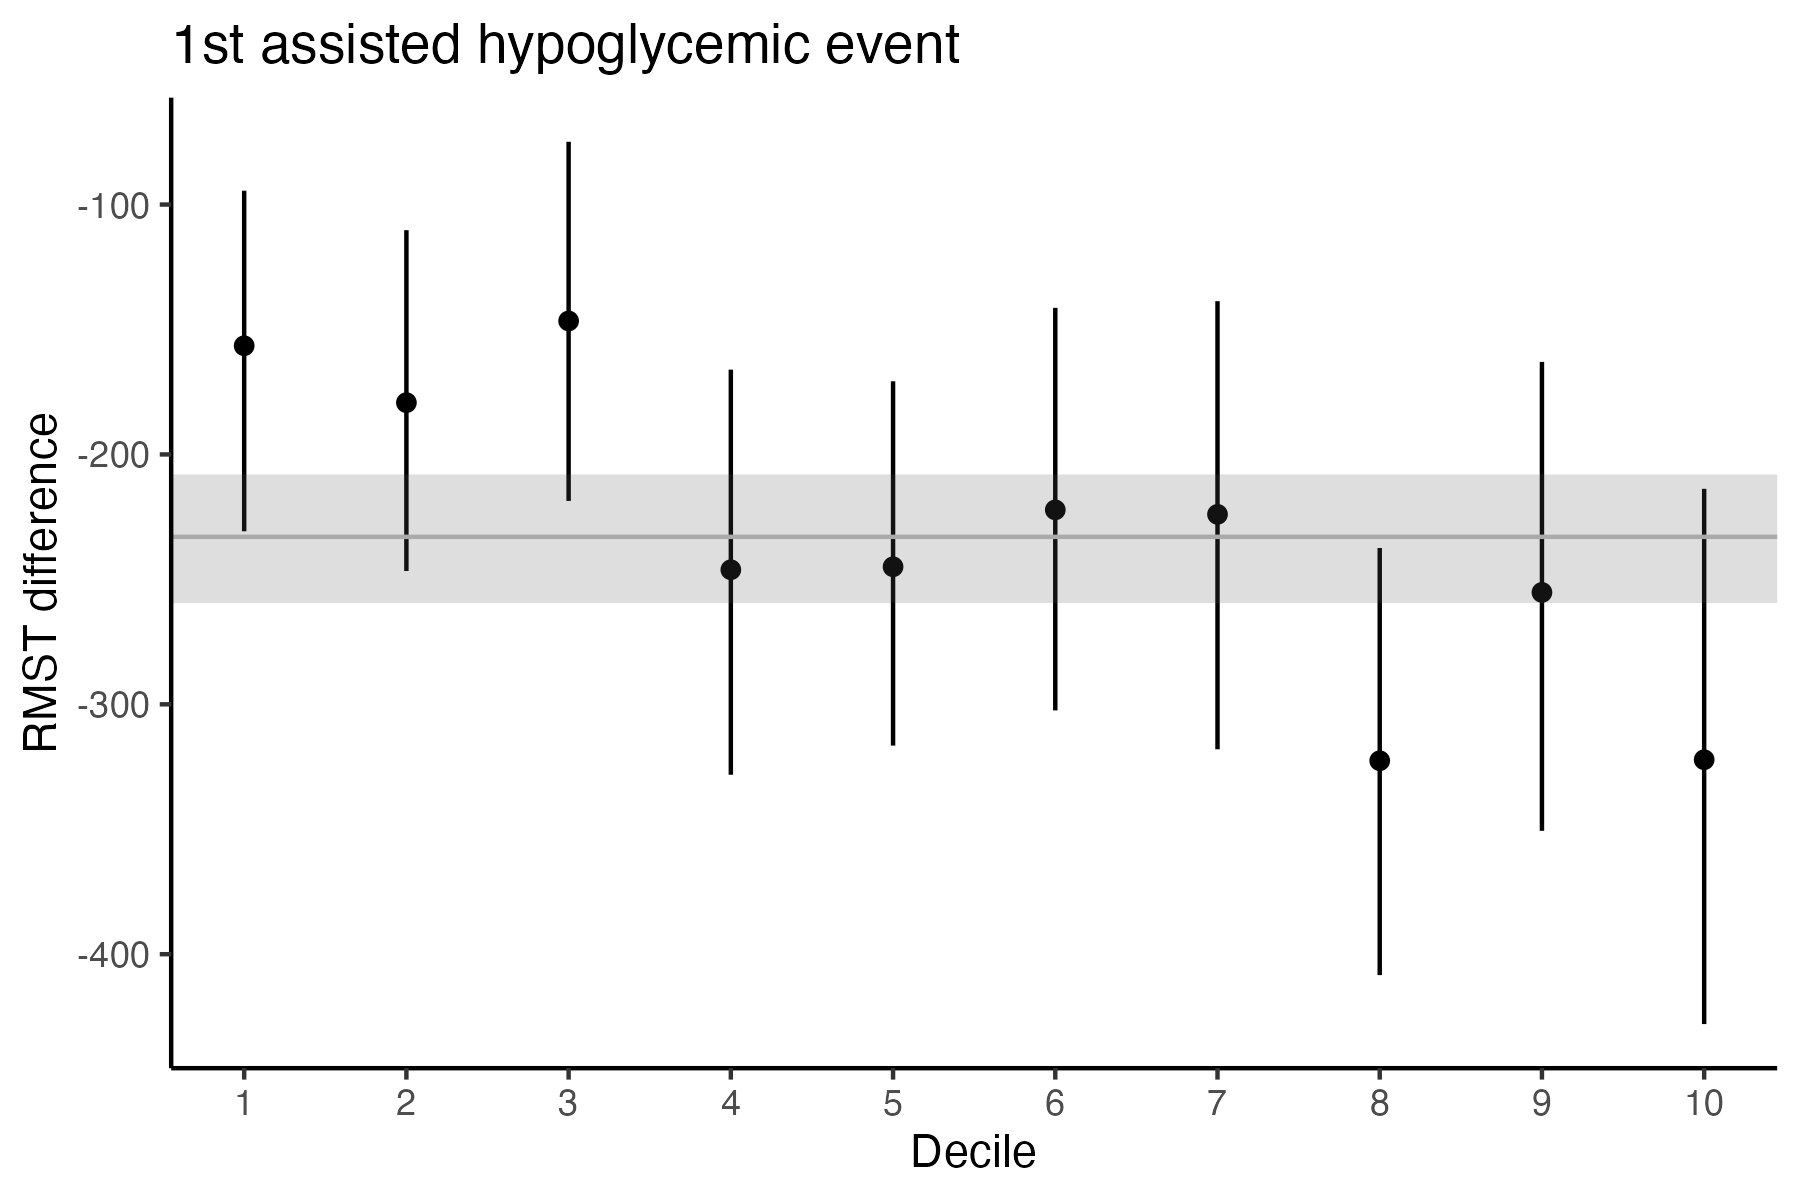 1st assisted hypoglycemic event
RMST difference
-100
-200
-300
-400
1 2 3 4 5 6 7 8 9 10
Decile